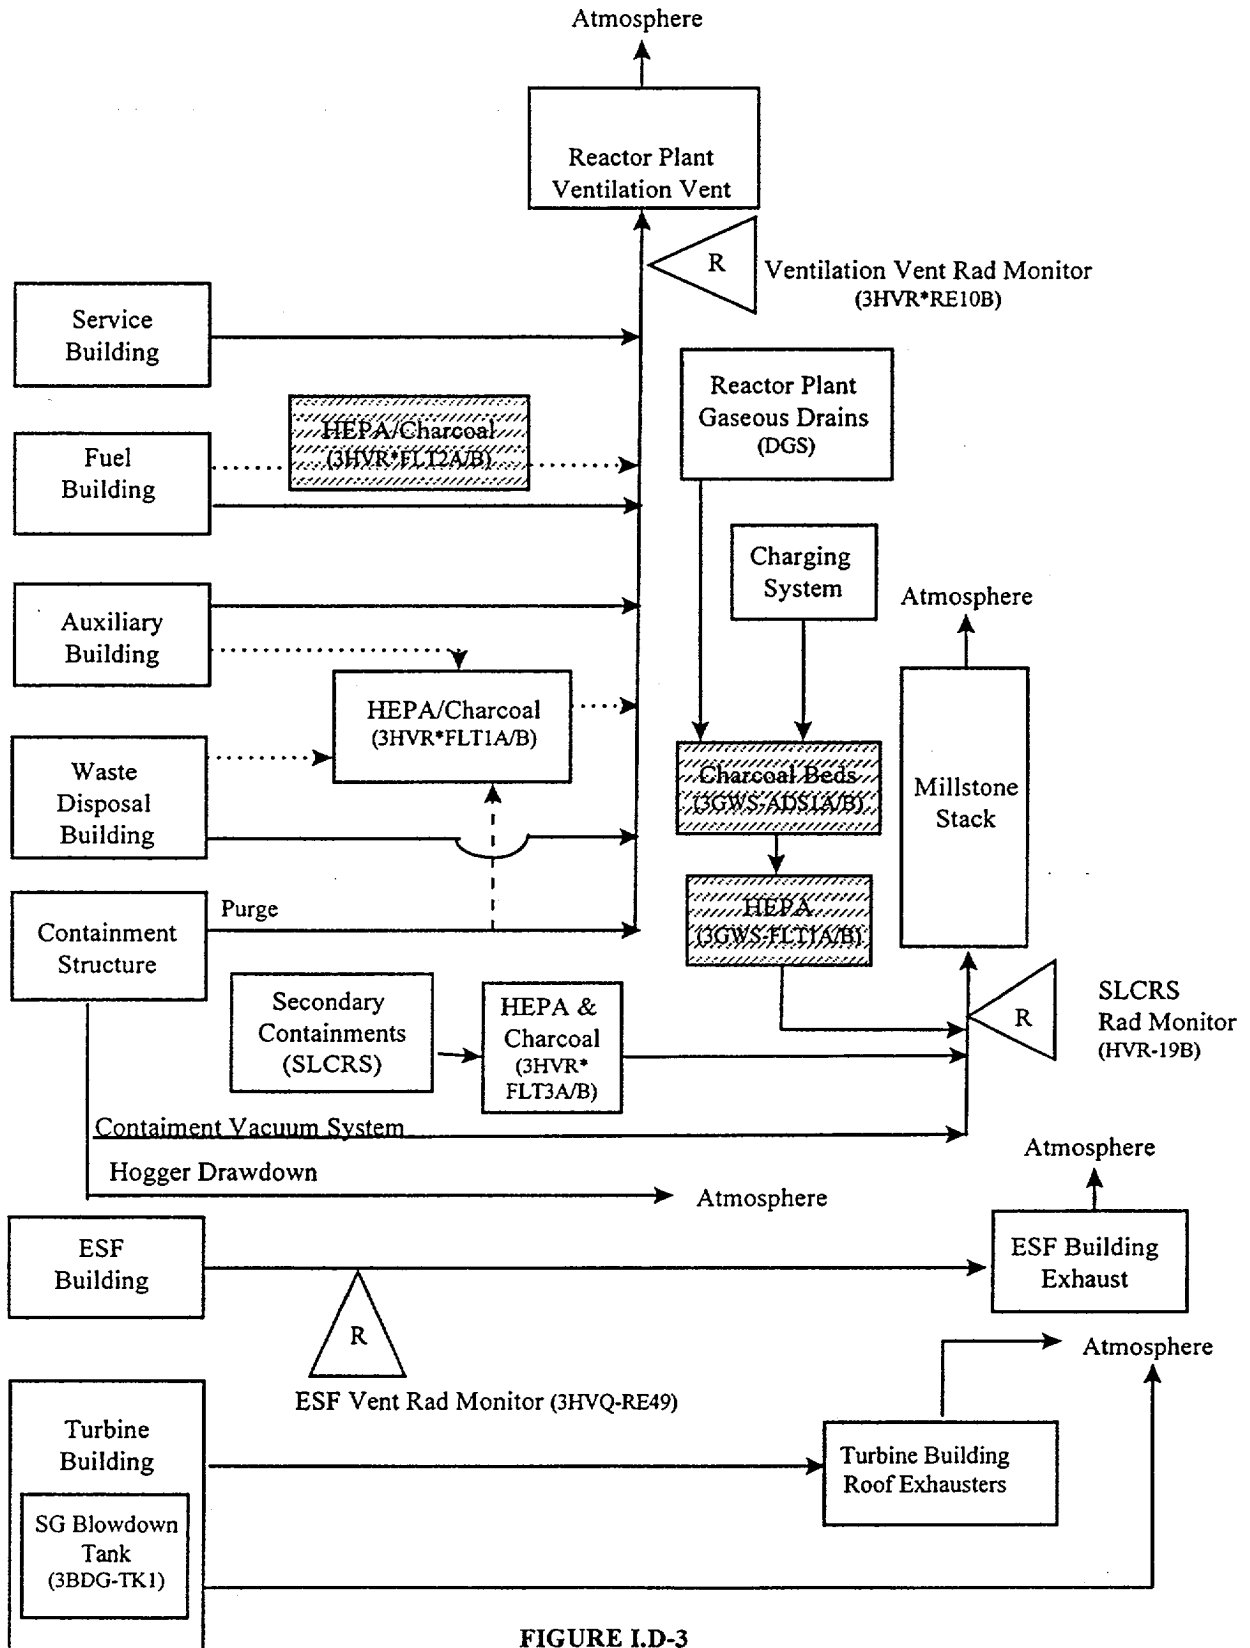 Atmosphere
Reactor Plant
Ventilation Vent
R
Ventilation Vent Rad Monitor
(3HVR*RE10B)
Service
Building
Reactor Plant
Gaseous Drains
(DGS)
HEPA/Charcoal
(3HVR*FLT2A/B)
Fuel
Building
Charging
System
Atmosphere
Auxiliary
Building
HEPA/Charcoal
(3HVR*FLT1A/B)
Waste
Disposal
Building
Charcoal Beds
(3GWS-ADS1A/B)
Millstone
Stack
HEPA
(3GWS-FLT1A/B)
Purge
Containment
Structure
Secondary
Containments
(SLCRS)
HEPA &
Charcoal
(3HVR*
FLT3A/B)
R
SLCRS
Rad Monitor
(HVR-19B)
Contaiment Vacuum System
Hogger Drawdown
Atmosphere
Atmosphere
ESF
Building
ESF Building
Exhaust
R
ESF Vent Rad Monitor (3HVQ-RE49)
Atmosphere
Turbine
Building
Turbine Building
Roof Exhausters
SG Blowdown
Tank
(3BDG-TK1)
FIGURE I.D-3